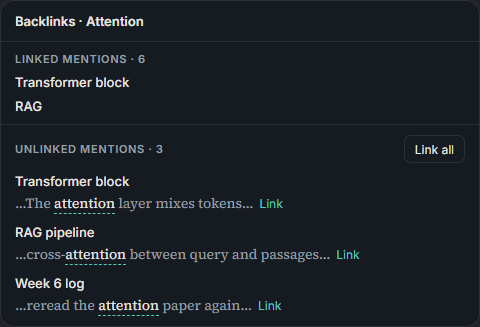 Backlinks · Attention
LINKED MENTIONS · 6
Transformer block
RAG
UNLINKED MENTIONS · 3
Link all
Transformer block
...The attention layer mixes tokens... Link
RAG pipeline
...cross-attention between query and passages... Link
Week 6 log
...reread the attention paper again... Link